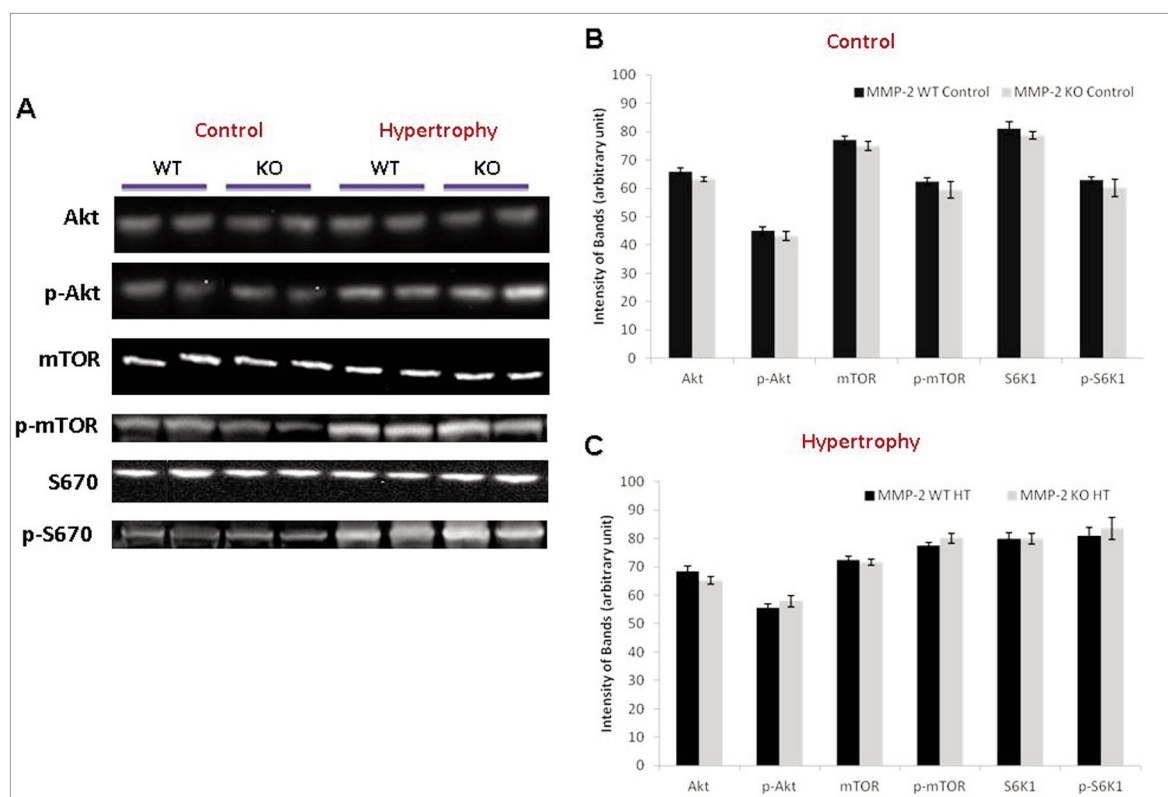 A
Control Hypertrophy
WT KO WT KO
Akt
p-Akt
mTOR
p-mTOR
S670
p-S670
B
Control
MMP-2 WT Control MMP-2 KO Control
Intensity of Bands (arbitrary unit)
100
90
80
70
60
50
40
30
20
10
0
Akt p-Akt mTOR p-mTOR S6K1 p-S6K1
C
Hypertrophy
MMP-2 WT HT MMP-2 KO HT
Intensity of Bands (arbitrary unit)
100
90
80
70
60
50
40
30
20
10
0
Akt p-Akt mTOR p-mTOR S6K1 p-S6K1